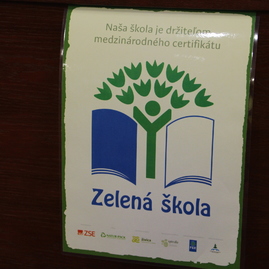 Naša škola je držiteľom
medzinárodného certifikátu
Zelená škola
ZSE